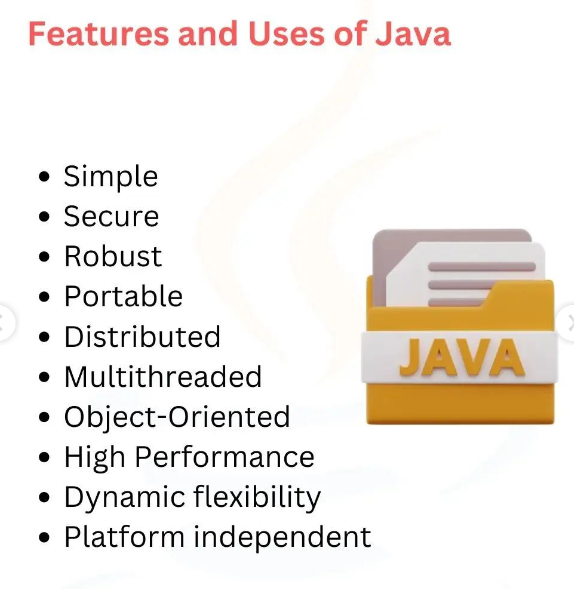 Features and Uses of Java
• Simple
• Secure
• Robust
• Portable
• Distributed
• Multithreaded
• Object-Oriented
• High Performance
• Dynamic flexibility
• Platform independent
JAVA